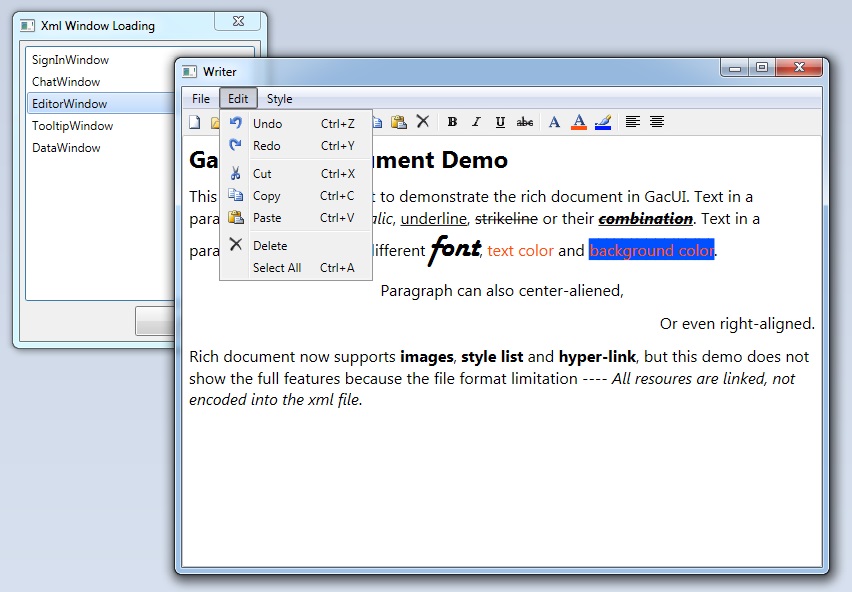 Xml Window Loading
SignInWindow
ChatWindow
EditorWindow
TooltipWindow
DataWindow
Writer
File Edit Style
Undo Ctrl+Z
Redo Ctrl+Y
Cut Ctrl+X
Copy Ctrl+C
Paste Ctrl+V
Delete
Select All Ctrl+A
B I U abc A A
Ga ument Demo
This t to demonstrate the rich document in GacUI. Text in a
para alic, underline, strikeline or their combination. Text in a
para different font, text color and background color.
Paragraph can also center-aliened,
Or even right-aligned.
Rich document now supports images, style list and hyper-link, but this demo does not
show the full features because the file format limitation ---- All resoures are linked, not
encoded into the xml file.